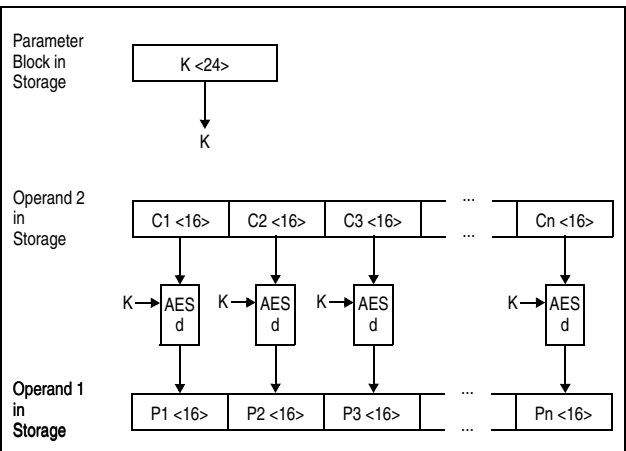 Parameter
Block in
Storage
K <24>
K
Operand 2
in
Storage
...
C1 <16> C2 <16> C3 <16> Cn <16>
...
K AES d K AES d K AES d K AES d
Operand 1
in
Storage
...
P1 <16> P2 <16> P3 <16> Pn <16>
...